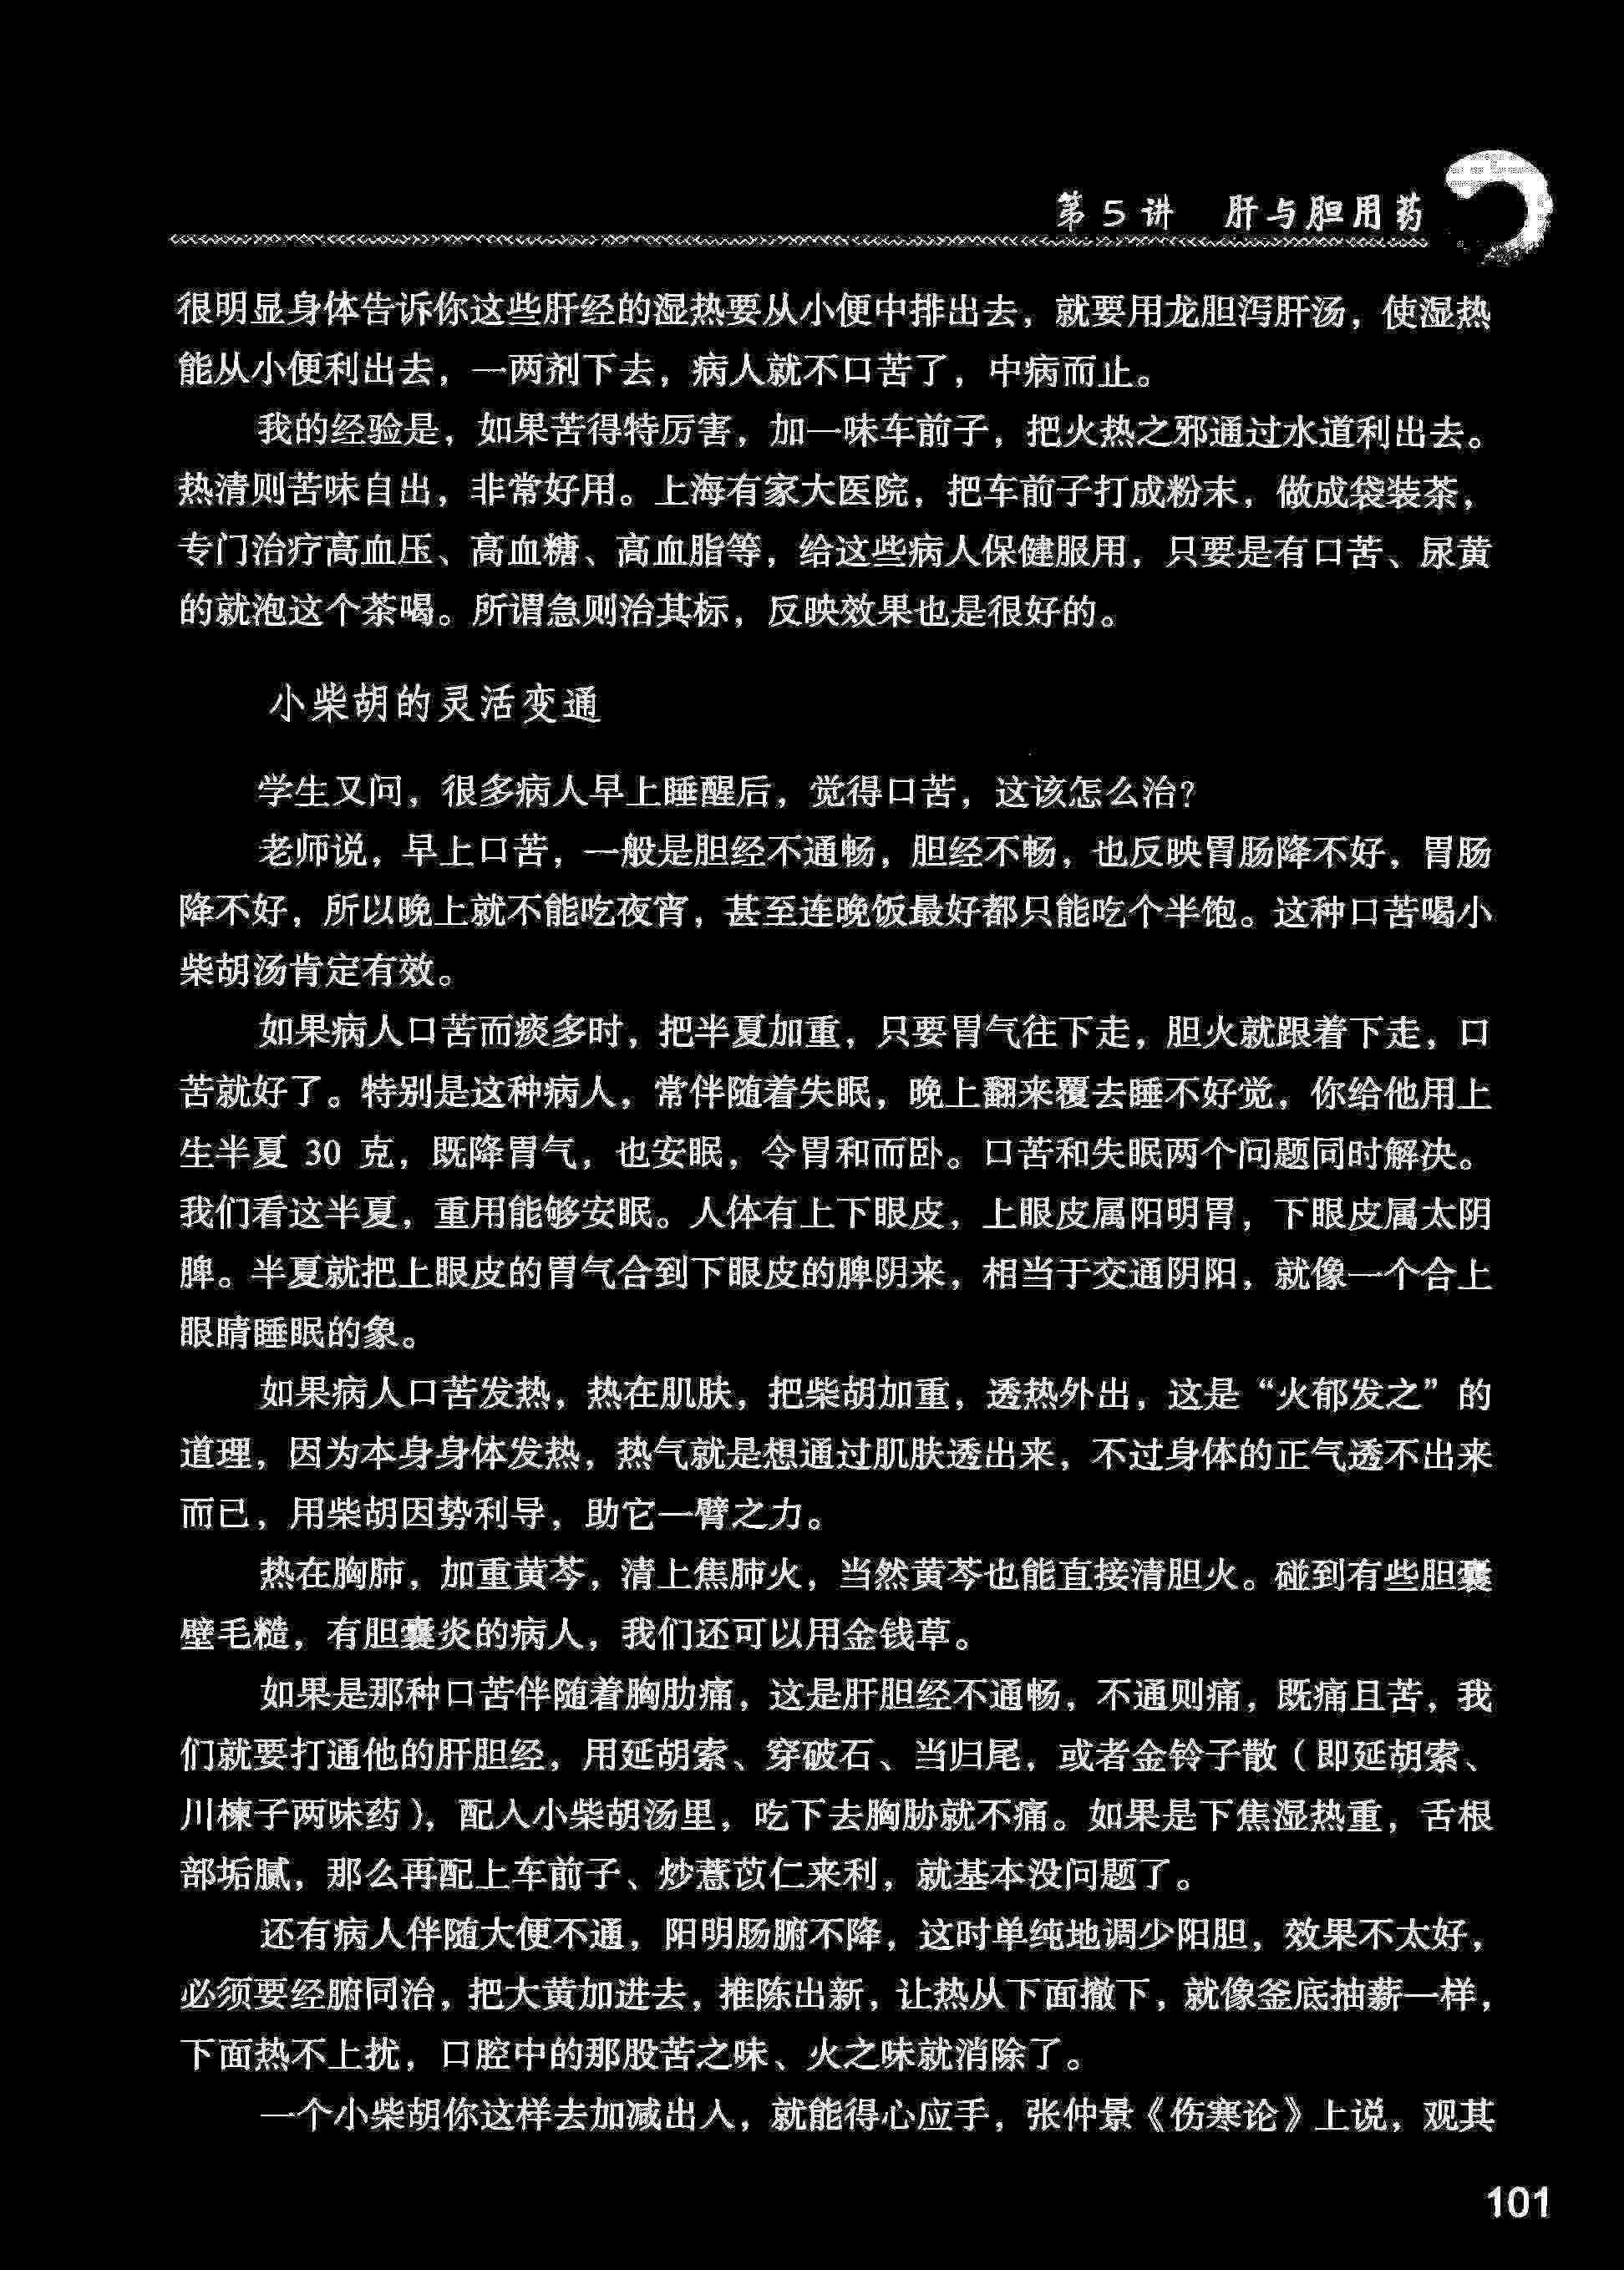 第5讲 肝与胆用药
很明显身体告诉你这些肝经的湿热要从小便中排出去，就要用龙胆泻肝汤，使湿热
能从小便利出去，一两剂下去，病人就不口苦了，中病而止。
我的经验是，如果苦得特厉害，加一味车前子，把火热之邪通过水道利出去。
热清则苦味自出，非常好用。上海有家大医院，把车前子打成粉末，做成袋装茶，
专门治疗高血压、高血糖、高血脂等，给这些病人保健服用，只要是有口苦、尿黄
的就泡这个茶喝。所谓急则治其标，反映效果也是很好的。
小柴胡的灵活变通
学生又问，很多病人早上睡醒后，觉得口苦，这该怎么治？
老师说，早上口苦，一般是胆经不通畅，胆经不畅，也反映胃肠降不好，胃肠
降不好，所以晚上就不能吃夜宵，甚至连晚饭最好都只能吃个半饱。这种口苦喝小
柴胡汤肯定有效。
如果病人口苦而痰多时，把半夏加重，只要胃气往下走，胆火就跟着下走，口
苦就好了。特别是这种病人，常伴随着失眠，晚上翻来覆去睡不好觉，你给他用上
生半夏 30 克，既降胃气，也安眠，令胃和而卧。口苦和失眠两个问题同时解决。
我们看这半夏，重用能够安眠。人体有上下眼皮，上眼皮属阳明胃，下眼皮属太阴
脾。半夏就把上眼皮的胃气合到下眼皮的脾阴来，相当于交通阴阳，就像一个合上
眼睛睡眠的象。
如果病人口苦发热，热在肌肤，把柴胡加重，透热外出，这是“火郁发之”的
道理，因为本身身体发热，热气就是想通过肌肤透出来，不过身体的正气透不出来
而已，用柴胡因势利导，助它一臂之力。
热在胸肺，加重黄芩，清上焦肺火，当然黄芩也能直接清胆火。碰到有些胆囊
壁毛糙，有胆囊炎的病人，我们还可以用金钱草。
如果是那种口苦伴随着胸肋痛，这是肝胆经不通畅，不通则痛，既痛且苦，我
们就要打通他的肝胆经，用延胡索、穿破石、当归尾，或者金铃子散（即延胡索、
川楝子两味药），配入小柴胡汤里，吃下去胸胁就不痛。如果是下焦湿热重，舌根
部垢腻，那么再配上车前子、炒薏苡仁来利，就基本没问题了。
还有病人伴随大便不通，阳明肠腑不降，这时单纯地调少阳胆，效果不太好，
必须要经腑同治，把大黄加进去，推陈出新，让热从下面撤下，就像釜底抽薪一样，
下面热不上扰，口腔中的那股苦之味、火之味就消除了。
一个小柴胡你这样去加减出入，就能得心应手，张仲景《伤寒论》上说，观其
101